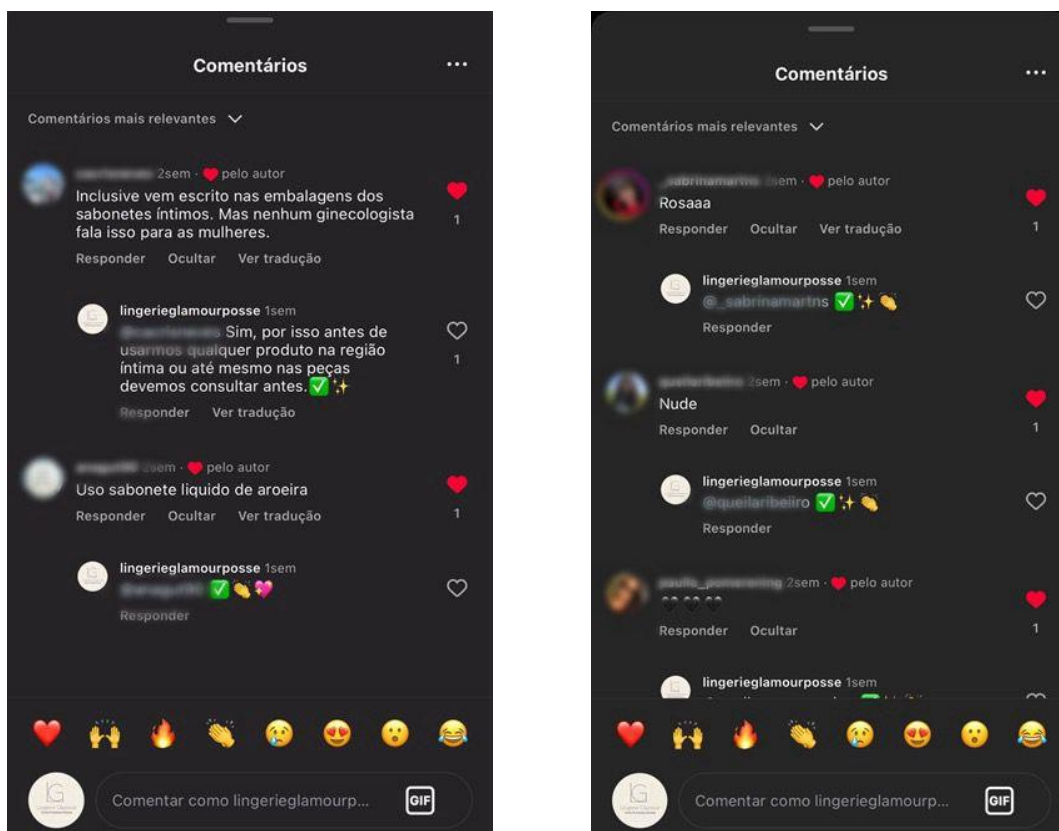 Comentários
Comentários mais relevantes
2sem · ❤️ pelo autor
Inclusive vem escrito nas embalagens dos
sabonetes íntimos. Mas nenhum ginecologista
fala isso para as mulheres.
1
Responder Ocultar Ver tradução
lingerieglamourposse 1sem
Sim, por isso antes de
usarmos qualquer produto na região
íntima ou até mesmo nas peças
devemos consultar antes.✅✨
1
Responder Ver tradução
pelo autor
Uso sabonete liquido de aroeira
Responder Ocultar Ver tradução
1
lingerieglamourposse 1sem
✅👏💖
Responder
GIF
Comentar como lingerieglamourp...
Comentários
Comentários mais relevantes
pelo autor
Rosaaa
Responder Ocultar Ver tradução
1
lingerieglamourposse 1sem
@_sabrinamartns ✅✨👏
Responder
2sem · ❤️ pelo autor
Nude
Responder Ocultar
1
lingerieglamourposse 1sem
@queilaribeiiro ✅✨👏
Responder
2sem · ❤️ pelo autor
🖤🖤🖤
Responder Ocultar
1
lingerieglamourposse 1sem
Comentar como lingerieglamourp...
GIF